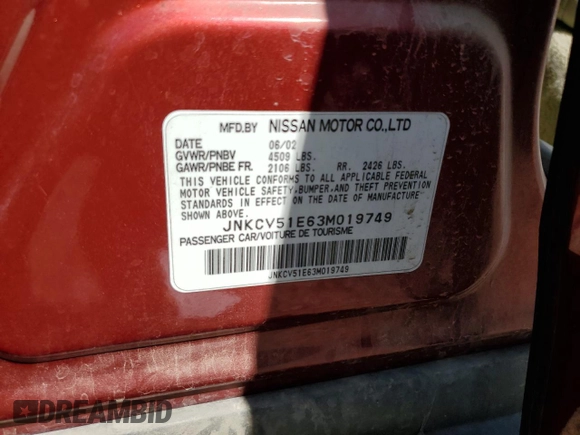 MFD.BY NISSAN MOTOR CO.,LTD
DATE 06/02
GVWR/PNBV 4509 LBS.
GAWR/PNBE FR. 2106 LBS. RR. 2426 LBS.
THIS VEHICLE CONFORMS TO ALL APPLICABLE FEDERAL
MOTOR VEHICLE SAFETY,BUMPER,AND THEFT PREVENTION
STANDARDS IN EFFECT ON THE DATE OF MANUFACTURE
SHOWN ABOVE.
JNKCV51E63M019749
PASSENGER CAR/VOITURE DE TOURISME
JNKCV51E63M019749
DREAMBID